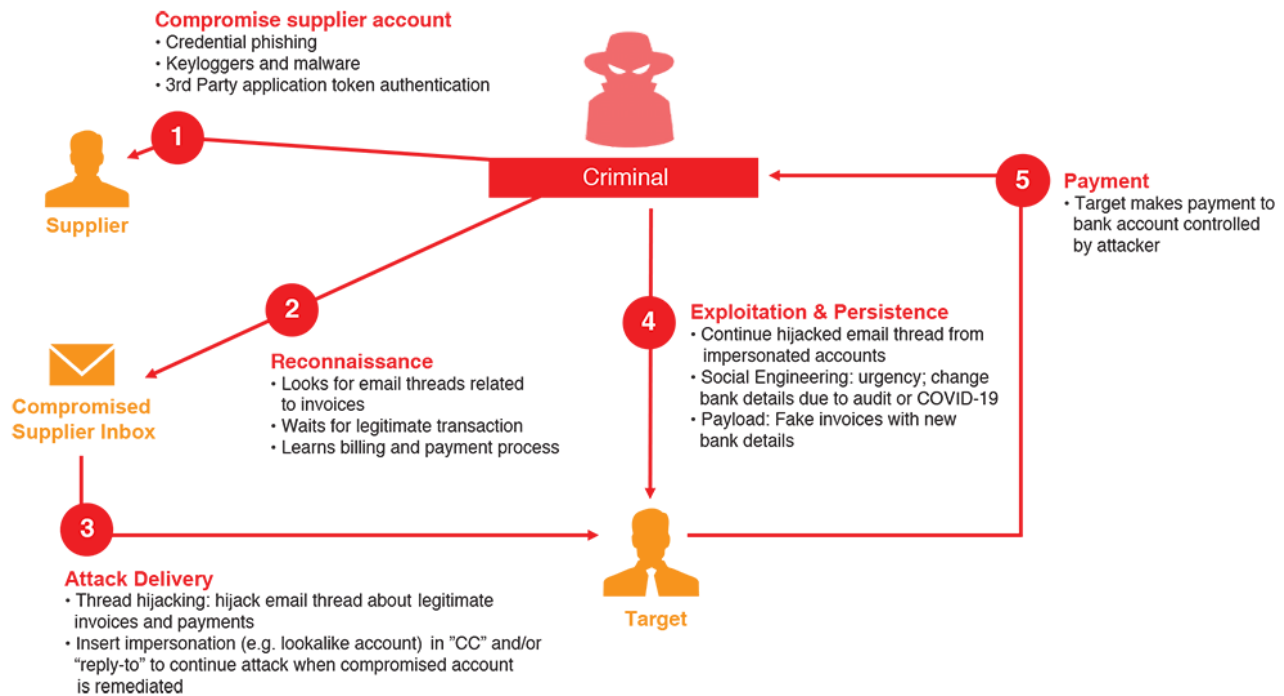 Compromise supplier account
• Credential phishing
• Keyloggers and malware
• 3rd Party application token authentication
1
Supplier
Criminal
5
Payment
• Target makes payment to
bank account controlled
by attacker
2
Reconnaissance
• Looks for email threads related
to invoices
• Waits for legitimate transaction
• Learns billing and payment process
Compromised
Supplier Inbox
4
Exploitation & Persistence
• Continue hijacked email thread from
impersonated accounts
• Social Engineering: urgency; change
bank details due to audit or COVID-19
• Payload: Fake invoices with new
bank details
3
Attack Delivery
• Thread hijacking: hijack email thread about legitimate
invoices and payments
• Insert impersonation (e.g. lookalike account) in ”CC” and/or
“reply-to” to continue attack when compromised account
is remediated
Target